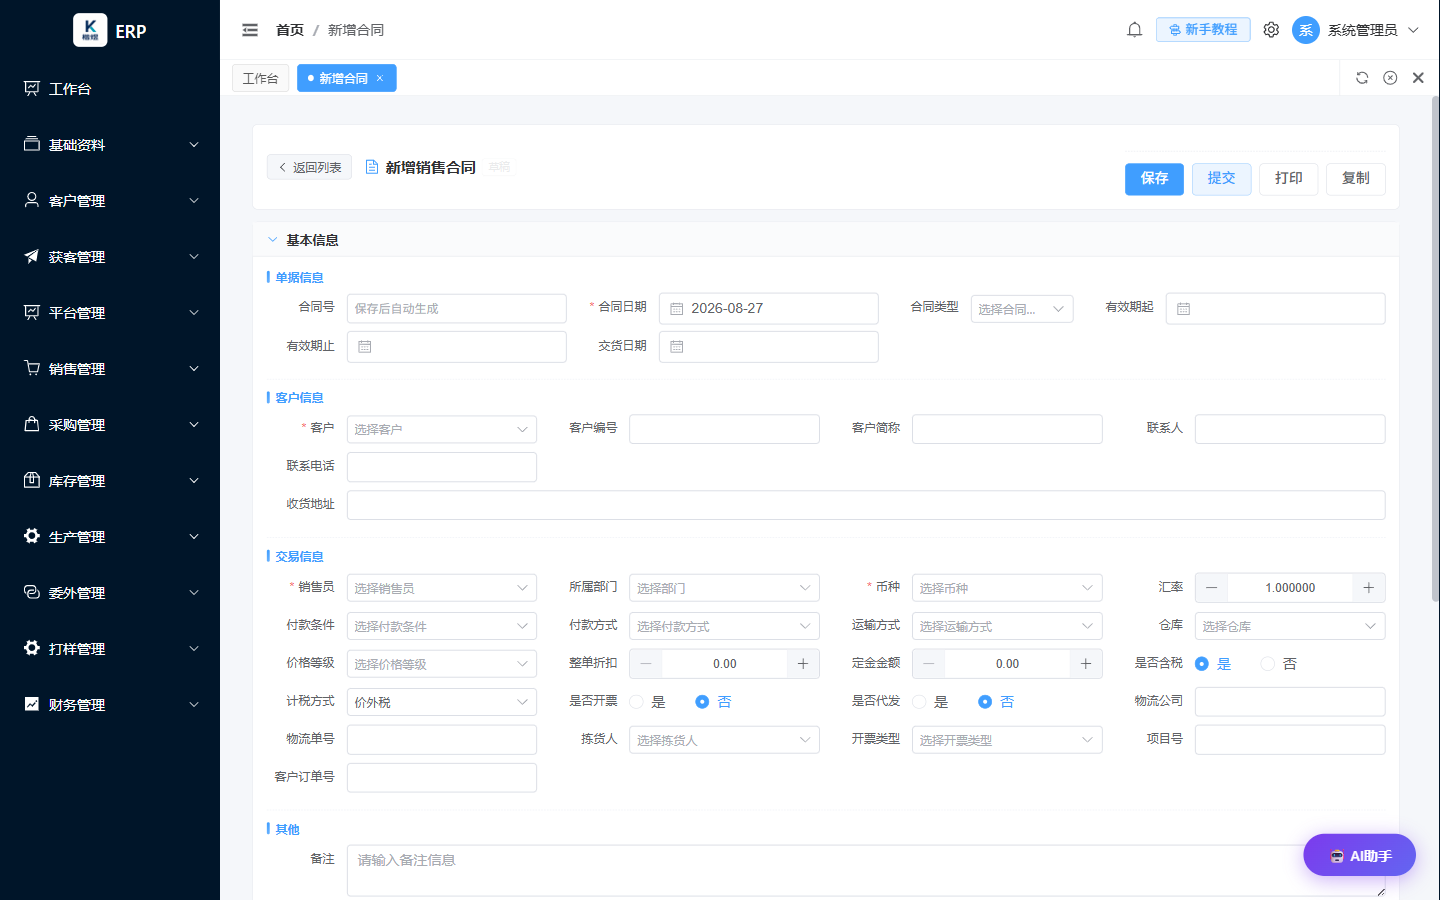 K
ERP
首页 / 新增合同
新手教程
系
系统管理员
工作台
新增合同
工作台
基础资料
客户管理
获客管理
平台管理
销售管理
采购管理
库存管理
生产管理
委外管理
打样管理
财务管理
返回列表
新增销售合同
草稿
保存
提交
打印
复制
基本信息
单据信息
合同号 保存后自动生成 * 合同日期 2026-08-27 合同类型 选择合同... 有效期起
有效期止 交货日期
客户信息
* 客户 选择客户 客户编号 客户简称 联系人
联系电话
收货地址
交易信息
* 销售员 选择销售员 所属部门 选择部门 * 币种 选择币种 汇率 1.000000
付款条件 选择付款条件 付款方式 选择付款方式 运输方式 选择运输方式 仓库 选择仓库
价格等级 选择价格等级 整单折扣 0.00 定金金额 0.00 是否含税 是 否
计税方式 价外税 是否开票 是 否 是否代发 是 否 物流公司
物流单号 拣货人 选择拣货人 开票类型 选择开票类型 项目号
客户订单号
其他
备注 请输入备注信息
AI助手